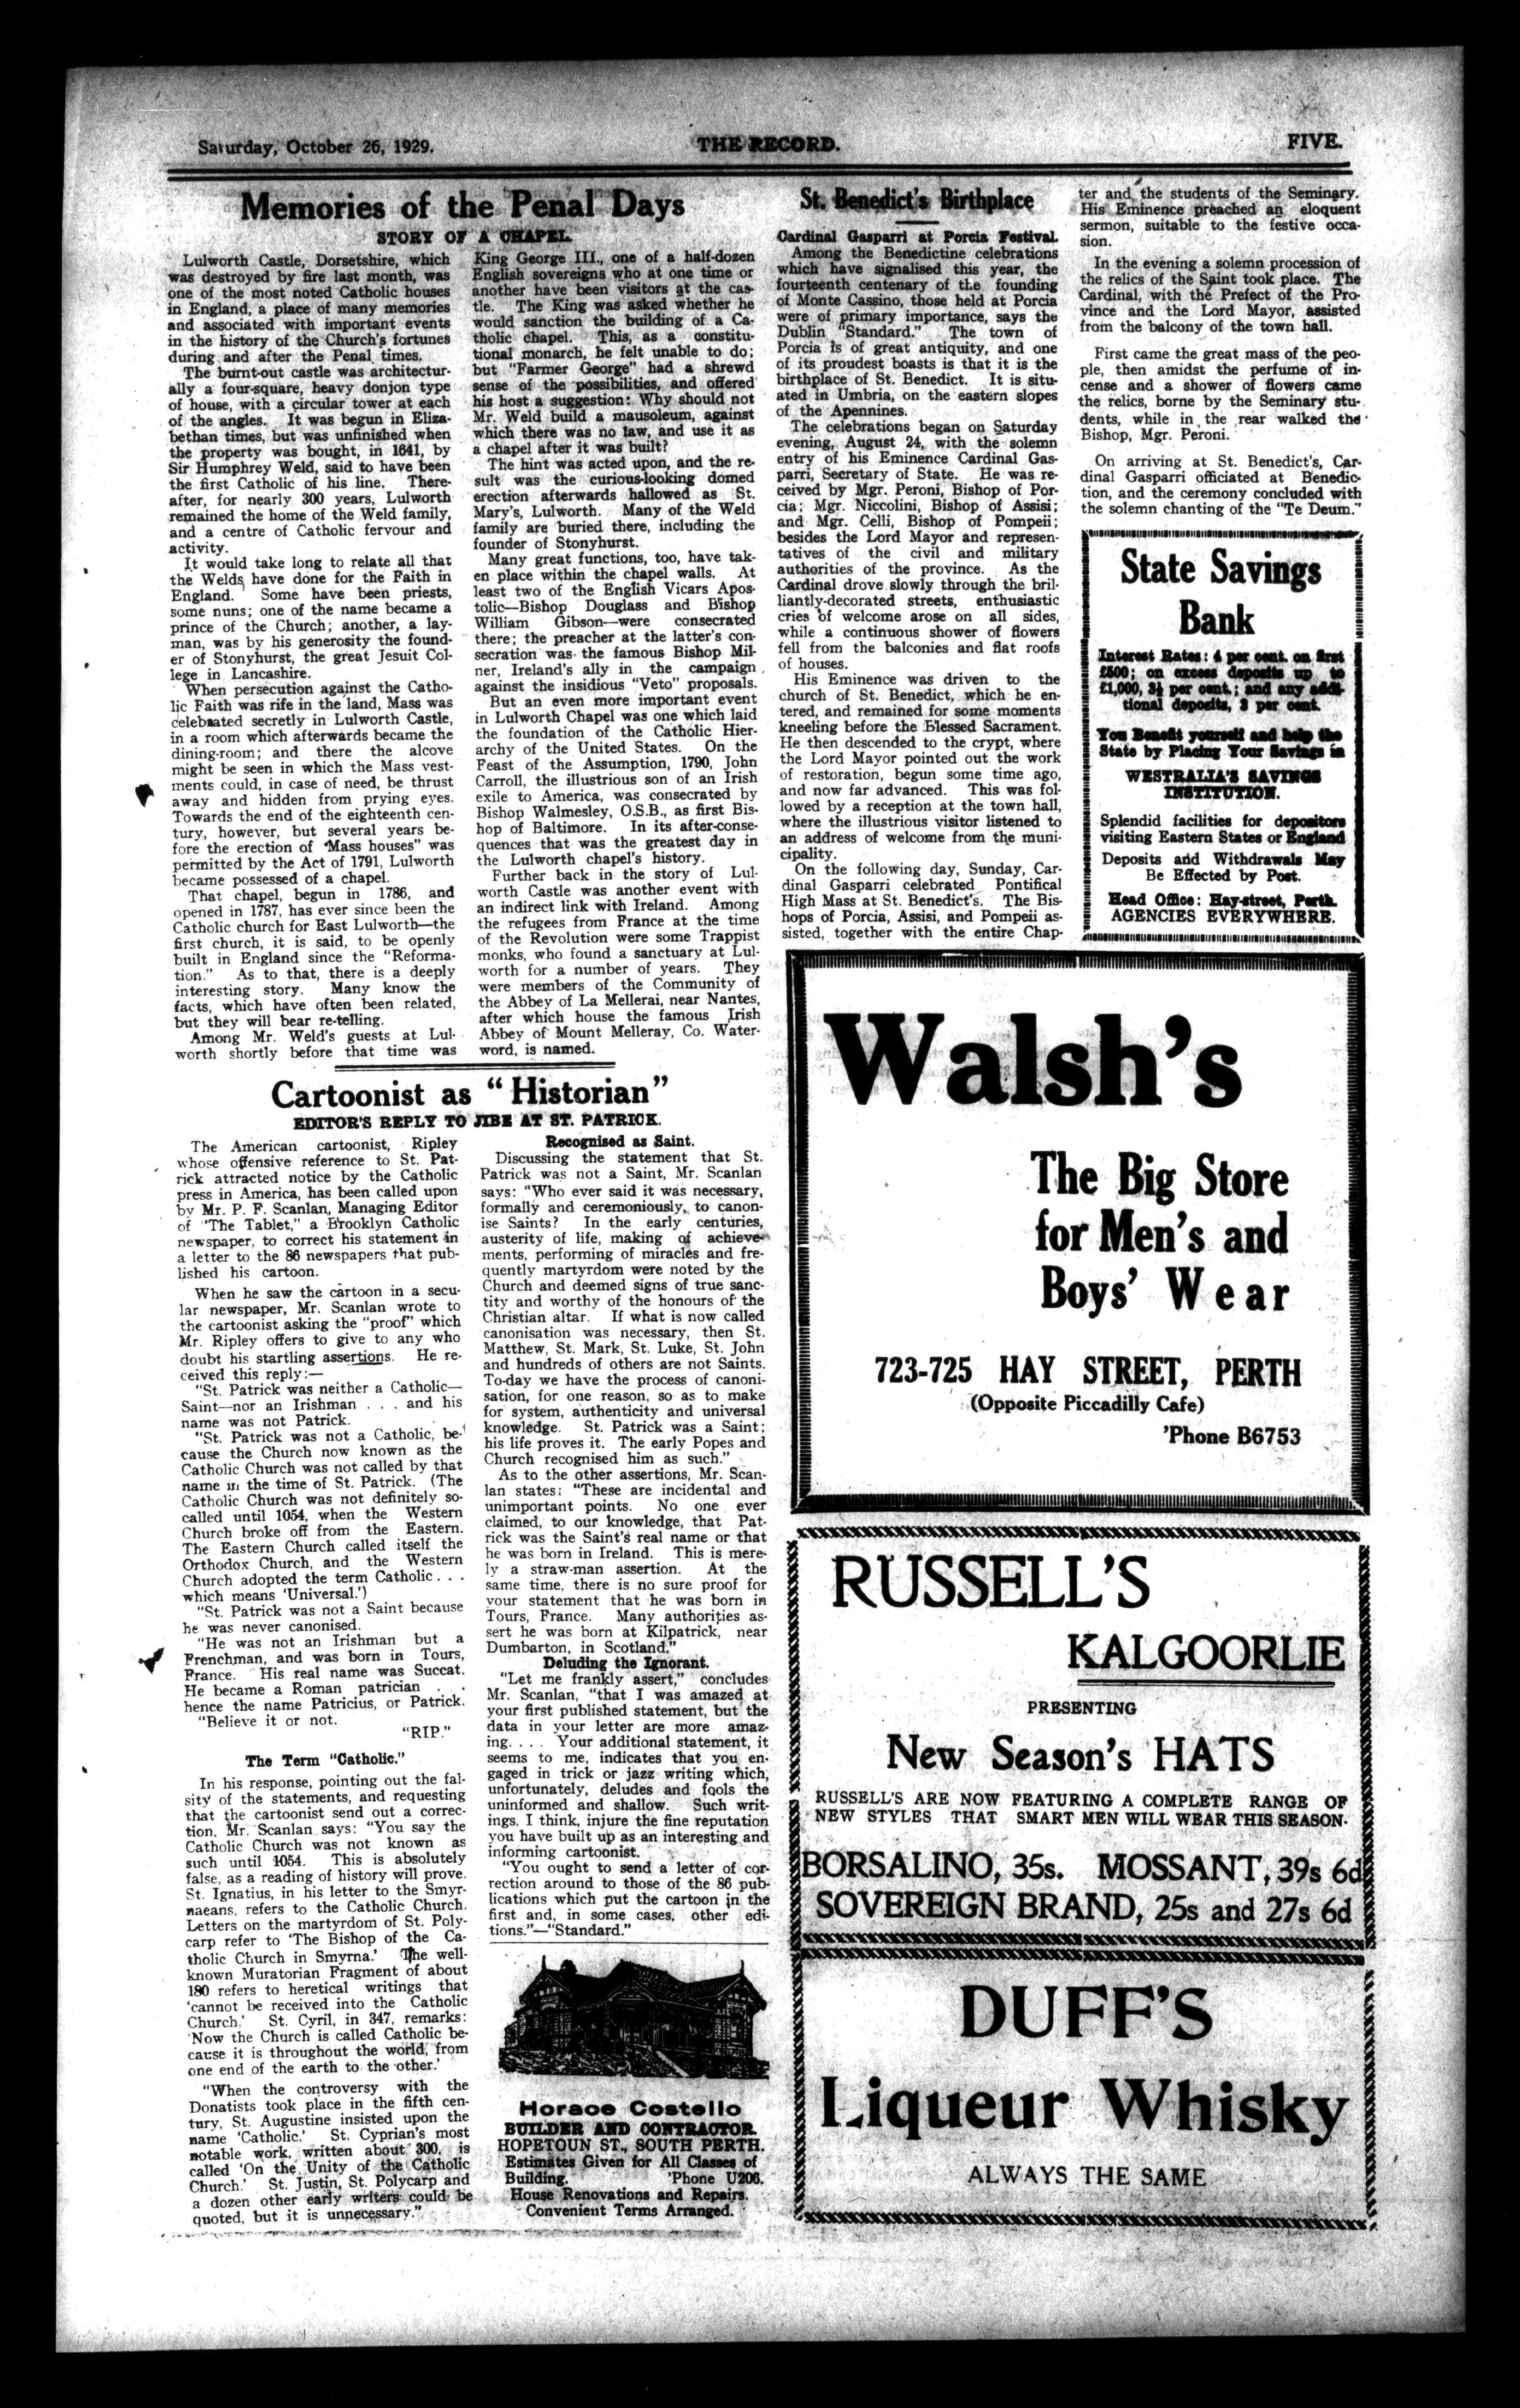 Saturday, October 26, 1929.
THE RECORD.
FIVE.
Memories of the Penal Days
STORY OF A CHAPEL
Lulworth Castle, Dorsetshire, which
was destroyed by fire last month, was
one of the most noted Catholic houses
in England, a place of many memories
and associated with important events
in the history of the Church's fortunes
during and after the Penal times.
The burnt-out castle was architectur-
ally a four-square, heavy donjon type
of house, with a circular tower at each
of the angles. It was begun in Eliza-
bethan times, but was unfinished when
the property was bought, in 1641, by
Sir Humphrey Weld, said to have been
the first Catholic of his line. There-
after, for nearly 300 years, Lulworth
remained the home of the Weld family,
and a centre of Catholic fervour and
activity.
It would take long to relate all that
the Welds have done for the Faith in
England. Some have been priests,
some nuns; one of the name became a
prince of the Church; another, a lay-
man, was by his generosity the found-
er of Stonyhurst, the great Jesuit Col-
lege in Lancashire.
When persecution against the Catho-
lic Faith was rife in the land, Mass was
celebrated secretly in Lulworth Castle,
in a room which afterwards became the
dining-room; and there the alcove
might be seen in which the Mass vest-
ments could, in case of need, be thrust
away and hidden from prying eyes.
Towards the end of the eighteenth cen-
tury, however, but several years be-
fore the erection of "Mass houses" was
permitted by the Act of 1791, Lulworth
became possessed of a chapel.
That chapel, begun in 1786, and
opened in 1787, has ever since been the
Catholic church for East Lulworth—the
first church, it is said, to be openly
built in England since the "Reforma-
tion." As to that, there is a deeply
interesting story. Many know the
facts, which have often been related,
but they will bear re-telling.
Among Mr. Weld's guests at Lul-
worth shortly before that time was
King George III., one of a half-dozen
English sovereigns who at one time or
another have been visitors at the cas-
tle. The King was asked whether he
would sanction the building of a Ca-
tholic chapel. This, as a constitu-
tional monarch, he felt unable to do;
but "Farmer George" had a shrewd
sense of the possibilities, and offered
his host a suggestion: Why should not
Mr. Weld build a mausoleum, against
which there was no law, and use it as
a chapel after it was built?
The hint was acted upon, and the re-
sult was the curious-looking domed
erection afterwards hallowed as St.
Mary's, Lulworth. Many of the Weld
family are buried there, including the
founder of Stonyhurst.
Many great functions, too, have tak-
en place within the chapel walls. At
least two of the English Vicars Apos-
tolic—Bishop Douglass and Bishop
William Gibson—were consecrated
there; the preacher at the latter's con-
secration was the famous Bishop Mil-
ner, Ireland's ally in the campaign
against the insidious "Veto" proposals.
But an even more important event
in Lulworth Chapel was one which laid
the foundation of the Catholic Hier-
archy of the United States. On the
Feast of the Assumption, 1790, John
Carroll, the illustrious son of an Irish
exile to America, was consecrated by
Bishop Walmesley, O.S.B., as first Bis-
hop of Baltimore. In its after-conse-
quences that was the greatest day in
the Lulworth chapel's history.
Further back in the story of Lul-
worth Castle was another event with
an indirect link with Ireland. Among
the refugees from France at the time
of the Revolution were some Trappist
monks, who found a sanctuary at Lul-
worth for a number of years. They
were members of the Community of
the Abbey of La Mellerai, near Nantes,
after which house the famous Irish
Abbey of Mount Melleray, Co. Water-
word, is named.
Cartoonist as "Historian"
EDITOR'S REPLY TO JIBE AT ST. PATRICK.
The American cartoonist, Ripley
whose offensive reference to St. Pat-
rick attracted notice by the Catholic
press in America, has been called upon
by Mr. P. F. Scanlan, Managing Editor
of "The Tablet," a Brooklyn Catholic
newspaper, to correct his statement in
a letter to the 86 newspapers that pub-
lished his cartoon.
When he saw the cartoon in a secu-
lar newspaper, Mr. Scanlan wrote to
the cartoonist asking the "proof" which
Mr. Ripley offers to give to any who
doubt his startling assertions. He re-
ceived this reply:—
"St. Patrick was neither a Catholic—
Saint—nor an Irishman . . . and his
name was not Patrick.
"St. Patrick was not a Catholic, be-
cause the Church now known as the
Catholic Church was not called by that
name in the time of St. Patrick. (The
Catholic Church was not definitely so-
called until 1054, when the Western
Church broke off from the Eastern.
The Eastern Church called itself the
Orthodox Church, and the Western
Church adopted the term Catholic . . .
which means 'Universal.')
"St. Patrick was not a Saint because
he was never canonised.
"He was not an Irishman but a
Frenchman, and was born in Tours,
France. His real name was Succat.
He became a Roman patrician . . .
hence the name Patricius, or Patrick.
"Believe it or not.
"RIP."
The Term "Catholic."
In his response, pointing out the fal-
sity of the statements, and requesting
that the cartoonist send out a correc-
tion, Mr. Scanlan says: "You say the
Catholic Church was not known as
such until 1054. This is absolutely
false, as a reading of history will prove.
St. Ignatius, in his letter to the Smyr-
naeans, refers to the Catholic Church.
Letters on the martyrdom of St. Poly-
carp refer to 'The Bishop of the Ca-
tholic Church in Smyrna.' The well-
known Muratorian Fragment of about
180 refers to heretical writings that
'cannot be received into the Catholic
Church.' St. Cyril, in 347, remarks:
'Now the Church is called Catholic be-
cause it is throughout the world, from
one end of the earth to the other.'
"When the controversy with the
Donatists took place in the fifth cen-
tury, St. Augustine insisted upon the
name 'Catholic.' St. Cyprian's most
notable work, written about 300, is
called 'On the Unity of the Catholic
Church.' St. Justin, St. Polycarp and
a dozen other early writers could be
quoted, but it is unnecessary."
Recognised as Saint.
Discussing the statement that St.
Patrick was not a Saint, Mr. Scanlan
says: "Who ever said it was necessary,
formally and ceremoniously, to canon-
ise Saints? In the early centuries,
austerity of life, making of achieve-
ments, performing of miracles and fre-
quently martyrdom were noted by the
Church and deemed signs of true sanc-
tity and worthy of the honours of the
Christian altar. If what is now called
canonisation was necessary, then St.
Matthew, St. Mark, St. Luke, St. John
and hundreds of others are not Saints.
To-day we have the process of canoni-
sation, for one reason, so as to make
for system, authenticity and universal
knowledge. St. Patrick was a Saint;
his life proves it. The early Popes and
Church recognised him as such."
As to the other assertions, Mr. Scan-
lan states: "These are incidental and
unimportant points. No one ever
claimed, to our knowledge, that Pat-
rick was the Saint's real name or that
he was born in Ireland. This is mere-
ly a straw-man assertion. At the
same time, there is no sure proof for
your statement that he was born in
Tours, France. Many authorities as-
sert he was born at Kilpatrick, near
Dumbarton, in Scotland."
Deluding the Ignorant.
"Let me frankly assert," concludes
Mr. Scanlan, "that I was amazed at
your first published statement, but the
data in your letter are more amaz-
ing. . . . Your additional statement, it
seems to me, indicates that you en-
gaged in trick or jazz writing which,
unfortunately, deludes and fools the
uninformed and shallow. Such writ-
ings, I think, injure the fine reputation
you have built up as an interesting and
informing cartoonist.
"You ought to send a letter of cor-
rection around to those of the 86 pub-
lications which put the cartoon in the
first and, in some cases, other edi-
tions."—"Standard."
Horace Costello
BUILDER AND CONTRACTOR
HOPETOUN ST., SOUTH PERTH.
Estimates Given for All Classes of
Building. 'Phone U206.
House Renovations and Repairs.
Convenient Terms Arranged.
St. Benedict's Birthplace
Cardinal Gasparri at Porcia Festival.
Among the Benedictine celebrations
which have signalised this year, the
fourteenth centenary of the founding
of Monte Cassino, those held at Porcia
were of primary importance, says the
Dublin "Standard." The town of
Porcia is of great antiquity, and one
of its proudest boasts is that it is the
birthplace of St. Benedict. It is situ-
ated in Umbria, on the eastern slopes
of the Apennines.
The celebrations began on Saturday
evening, August 24, with the solemn
entry of his Eminence Cardinal Gas-
parri, Secretary of State. He was re-
ceived by Mgr. Peroni, Bishop of Por-
cia; Mgr. Niccolini, Bishop of Assisi;
and Mgr. Celli, Bishop of Pompeii;
besides the Lord Mayor and represen-
tatives of the civil and military
authorities of the province. As the
Cardinal drove slowly through the bril-
liantly-decorated streets, enthusiastic
cries of welcome arose on all sides,
while a continuous shower of flowers
fell from the balconies and flat roofs
of houses.
His Eminence was driven to the
church of St. Benedict, which he en-
tered, and remained for some moments
kneeling before the Blessed Sacrament.
He then descended to the crypt, where
the Lord Mayor pointed out the work
of restoration, begun some time ago,
and now far advanced. This was fol-
lowed by a reception at the town hall,
where the illustrious visitor listened to
an address of welcome from the muni-
cipality.
On the following day, Sunday, Car-
dinal Gasparri celebrated Pontifical
High Mass at St. Benedict's. The Bis-
hops of Porcia, Assisi, and Pompeii as-
sisted, together with the entire Chap-
ter and the students of the Seminary.
His Eminence preached an eloquent
sermon, suitable to the festive occa-
sion.
In the evening a solemn procession of
the relics of the Saint took place. The
Cardinal, with the Prefect of the Pro-
vince and the Lord Mayor, assisted
from the balcony of the town hall.
First came the great mass of the peo-
ple, then amidst the perfume of in-
cense and a shower of flowers came
the relics, borne by the Seminary stu-
dents, while in the rear walked the
Bishop, Mgr. Peroni.
On arriving at St. Benedict's, Car-
dinal Gasparri officiated at Benedic-
tion, and the ceremony concluded with
the solemn chanting of the "Te Deum."
State Savings
Bank
Interest Rates: 4 per cent. on first
£500; on excess deposits up to
£1,000, 3½ per cent.; and any addi-
tional deposits, 3 per cent.
You Benefit yourself and help the
State by Placing Your Savings in
WESTRALIA'S SAVINGS
INSTITUTION.
Splendid facilities for depositors
visiting Eastern States or England
Deposits and Withdrawals May
Be Effected by Post.
Head Office: Hay-street, Perth.
AGENCIES EVERYWHERE.
Walsh's
The Big Store
for Men's and
Boys' Wear
723-725 HAY STREET, PERTH
(Opposite Piccadilly Cafe)
'Phone B6753
RUSSELL'S
KALGOORLIE
PRESENTING
New Season's HATS
RUSSELL'S ARE NOW FEATURING A COMPLETE RANGE OF
NEW STYLES THAT SMART MEN WILL WEAR THIS SEASON.
BORSALINO, 35s. MOSSANT, 39s 6d
SOVEREIGN BRAND, 25s and 27s 6d
DUFF'S
Liqueur Whisky
ALWAYS THE SAME